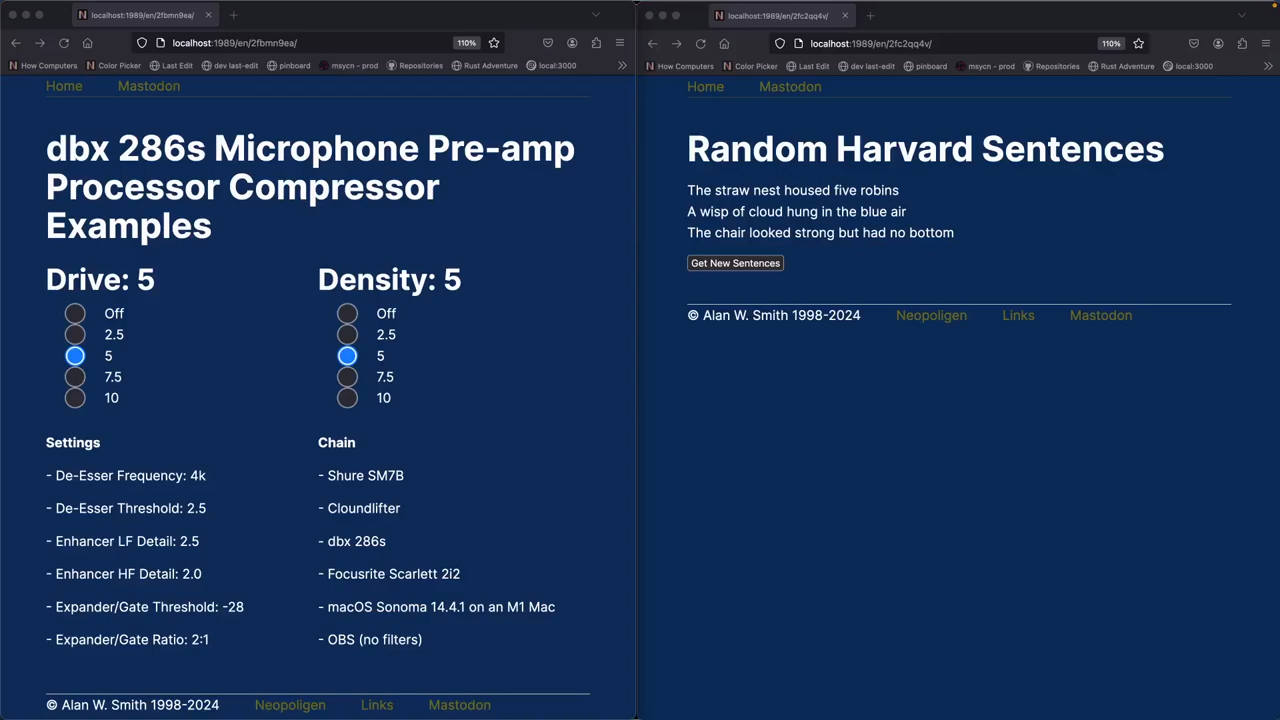 localhost:1989/en/2fbmn9ea/
localhost:1989/en/2fbmn9ea/
110%
How Computers
Color Picker
Last Edit
dev last-edit
pinboard
msycn - prod
Repositories
Rust Adventure
local:3000
Home
Mastodon
dbx 286s Microphone Pre-amp
Processor Compressor
Examples
Drive: 5
Off
2.5
5
7.5
10
Density: 5
Off
2.5
5
7.5
10
Settings
- De-Esser Frequency: 4k
- De-Esser Threshold: 2.5
- Enhancer LF Detail: 2.5
- Enhancer HF Detail: 2.0
- Expander/Gate Threshold: -28
- Expander/Gate Ratio: 2:1
Chain
- Shure SM7B
- Cloundlifter
- dbx 286s
- Focusrite Scarlett 2i2
- macOS Sonoma 14.4.1 on an M1 Mac
- OBS (no filters)
© Alan W. Smith 1998-2024
Neopoligen
Links
Mastodon
localhost:1989/en/2fc2qq4v/
localhost:1989/en/2fc2qq4v/
110%
How Computers
Color Picker
Last Edit
dev last-edit
pinboard
msycn - prod
Repositories
Rust Adventure
local:3000
Home
Mastodon
Random Harvard Sentences
The straw nest housed five robins
A wisp of cloud hung in the blue air
The chair looked strong but had no bottom
Get New Sentences
© Alan W. Smith 1998-2024
Neopoligen
Links
Mastodon